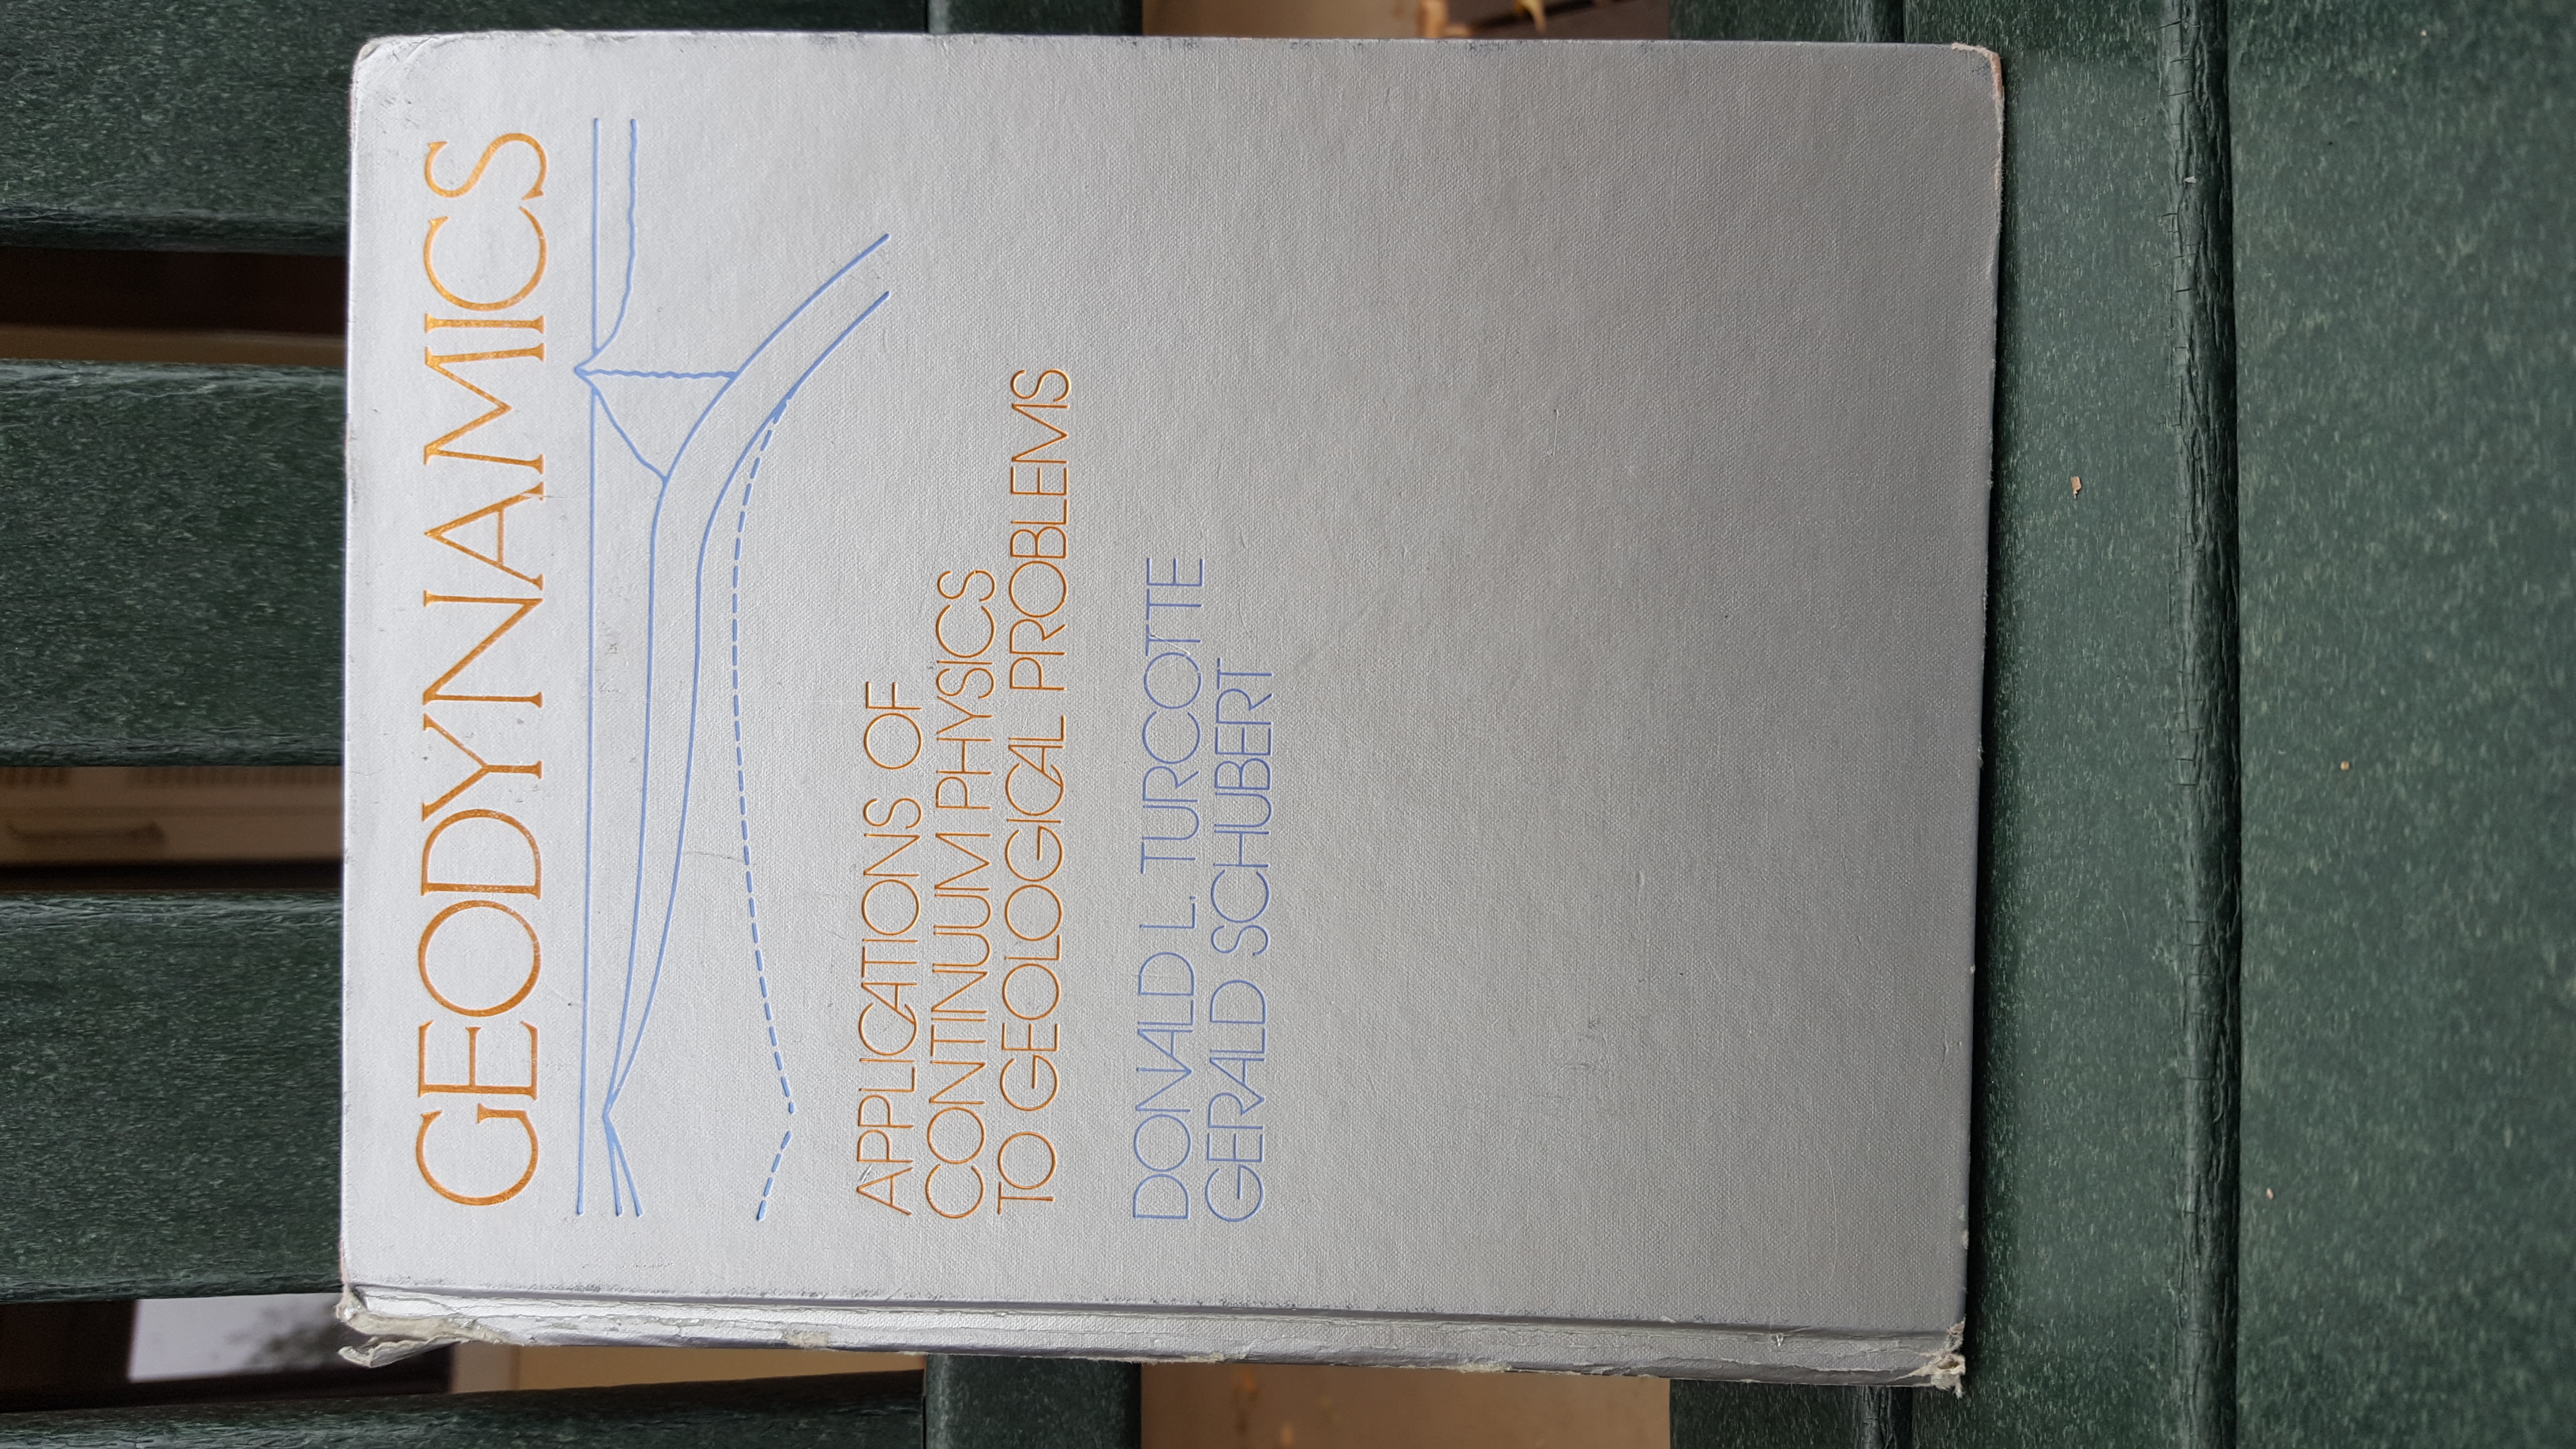 GEODYNAMICS
APPLICATIONS OF
CONTINUUM PHYSICS
TO GEOLOGICAL PROBLEMS
DONALD L. TURCOTTE
GERALD SCHUBERT